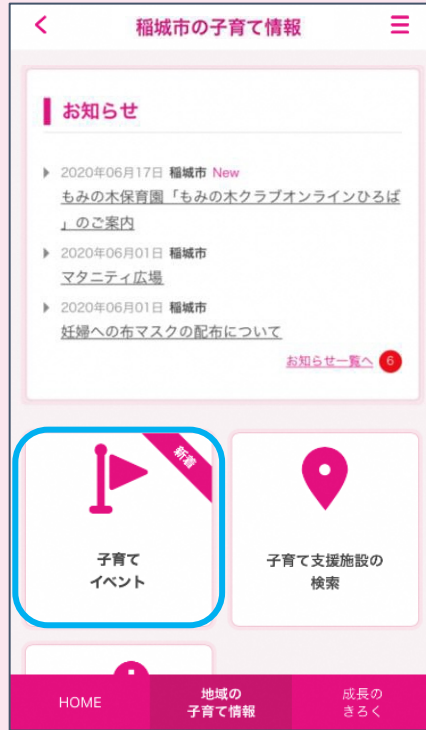 稲城市の子育て情報
お知らせ
2020年06月17日 稲城市 New
もみの木保育園「もみの木クラブオンラインひろば
」のご案内
2020年06月01日 稲城市
マタニティ広場
2020年06月01日 稲城市
妊婦への布マスクの配布について
お知らせ一覧へ 6
新着
子育て
イベント
子育て支援施設の
検索
HOME
地域の
子育て情報
成長の
きろく